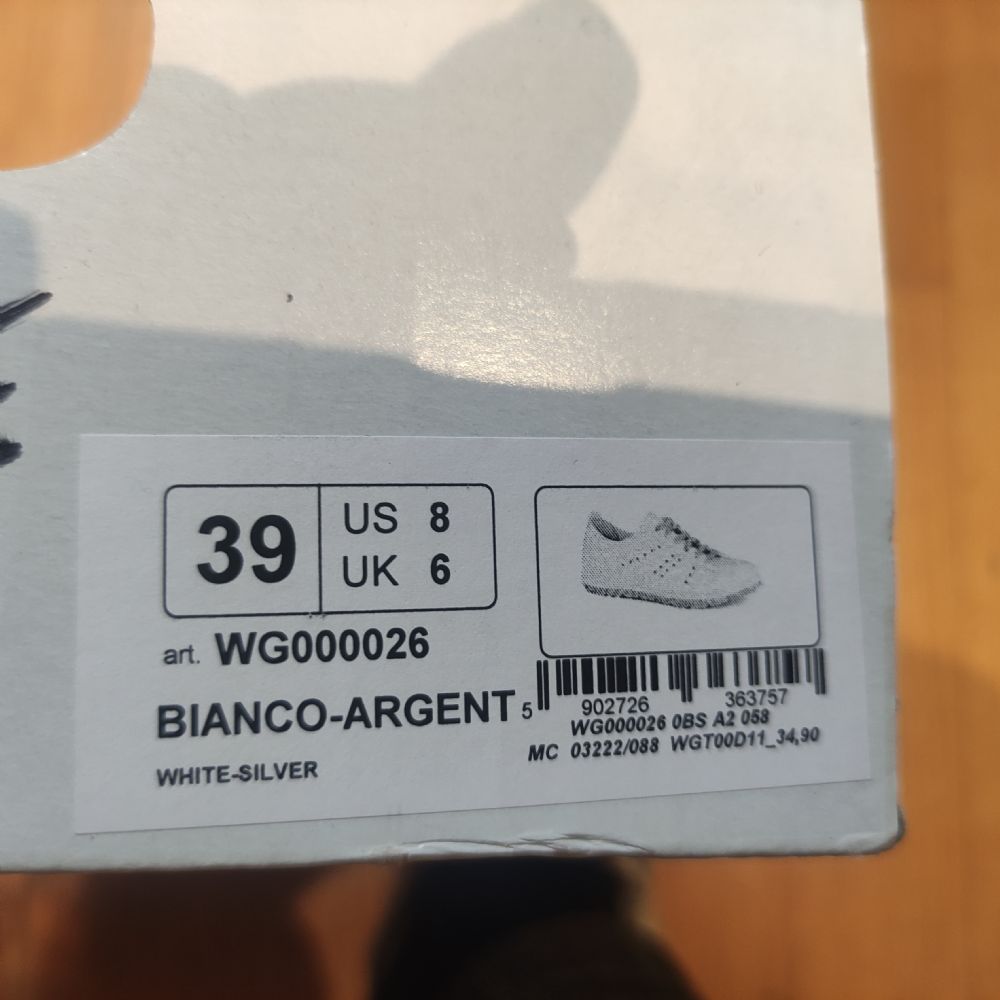 39
US 8
UK 6
art. WG000026
BIANCO-ARGENT
WHITE-SILVER
5 902726 363757
WG000026 0BS A2 058
MC 03222/088 WGT00D11_34,90